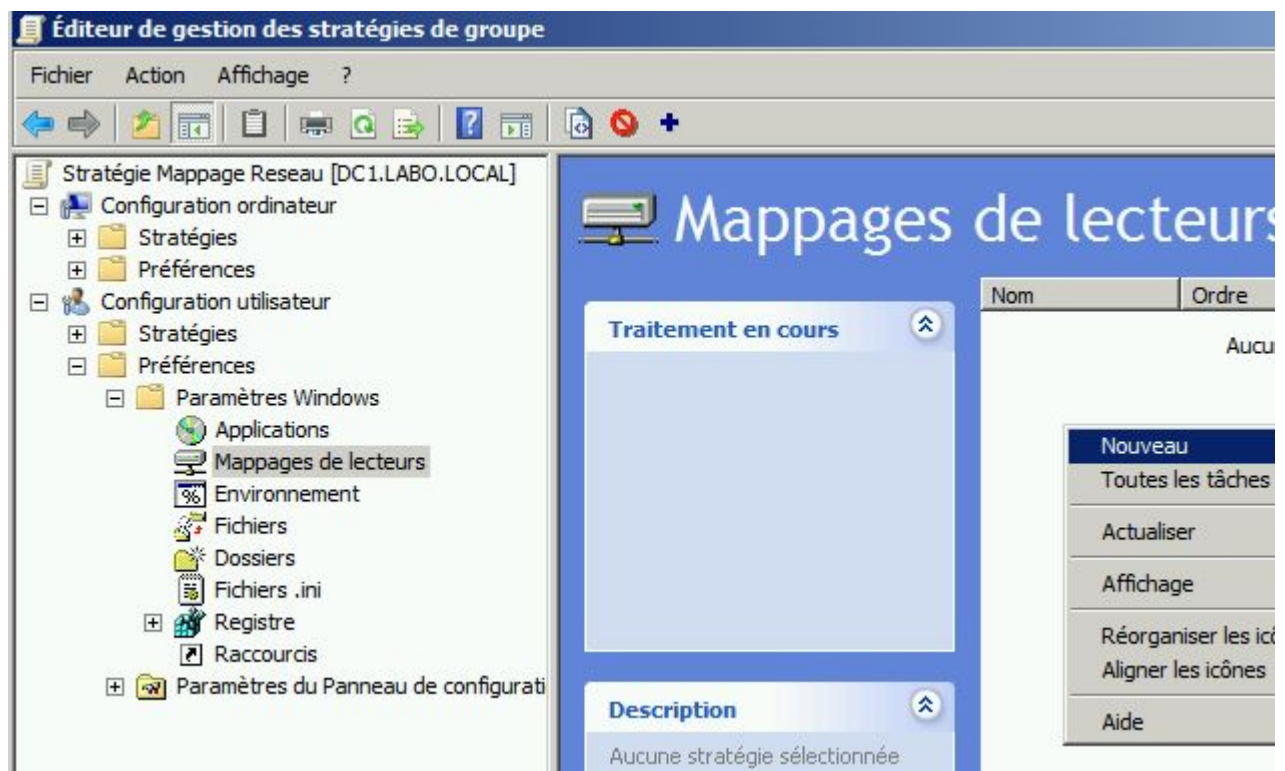 Éditeur de gestion des stratégies de groupe
Fichier Action Affichage ?
Stratégie Mappage Reseau [DC1.LABO.LOCAL]
Configuration ordinateur
Stratégies
Préférences
Configuration utilisateur
Stratégies
Préférences
Paramètres Windows
Applications
Mappages de lecteurs
Environnement
Fichiers
Dossiers
Fichiers .ini
Registre
Raccourcis
Paramètres du Panneau de configurati
Mappages de lecteurs
Nom Ordre
Traitement en cours
Aucu
Nouveau
Toutes les tâches
Actualiser
Affichage
Réorganiser les icô
Aligner les icônes
Aide
Description
Aucune stratégie sélectionnée